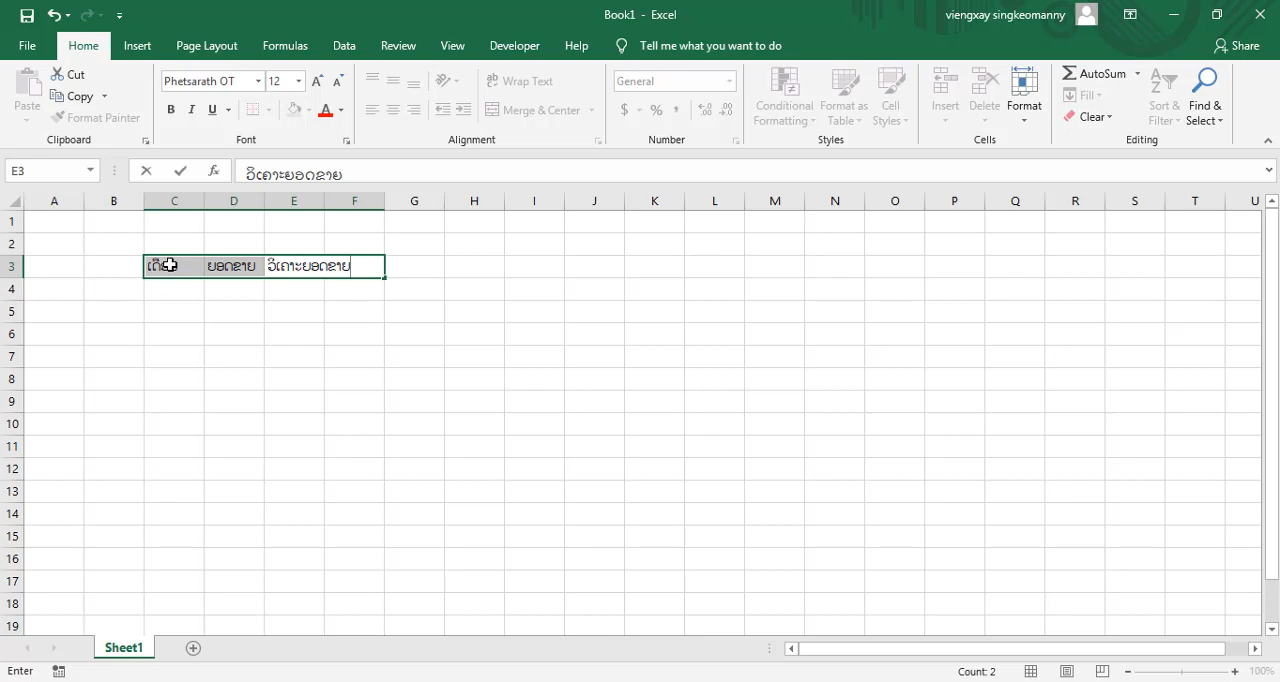 Book1 - Excel
viengxay singkeomanny
File Home Insert Page Layout Formulas Data Review View Developer Help Tell me what you want to do Share
Paste
Cut
Copy
Format Painter
Clipboard
Phetsarath OT 12
B I U
Font
Wrap Text
Merge & Center
Alignment
General
$ % ,
Number
Conditional Formatting
Format as Table
Cell Styles
Styles
Insert Delete Format
Cells
AutoSum
Fill
Clear
Sort & Filter
Find & Select
Editing
E3 fx ວິເຄາະຍອດຂາຍ
A B C D E F G H I J K L M N O P Q R S T U
1
2
3 ຍອດຂາຍ ວິເຄາະຍອດຂາຍ
4
5
6
7
8
9
10
11
12
13
14
15
16
17
18
19
Sheet1
Enter Count: 2 100%